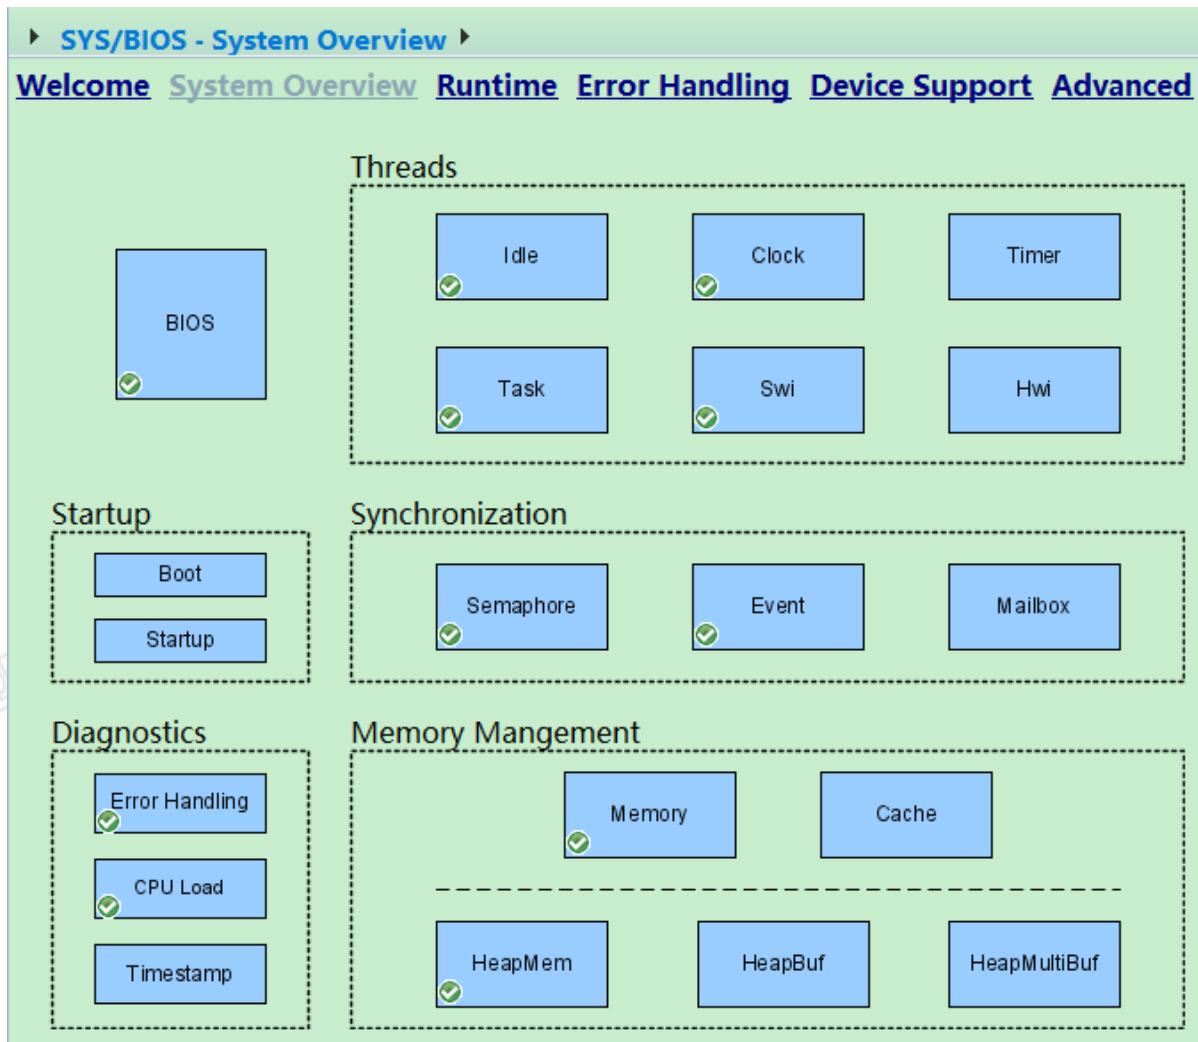 SYS/BIOS - System Overview
Welcome System Overview Runtime Error Handling Device Support Advanced
Threads
Idle Clock Timer
BIOS
Task Swi Hwi
Startup Synchronization
Boot
Semaphore Event Mailbox
Startup
Diagnostics Memory Mangement
Error Handling
Memory Cache
CPU Load
HeapMem HeapBuf HeapMultiBuf
Timestamp